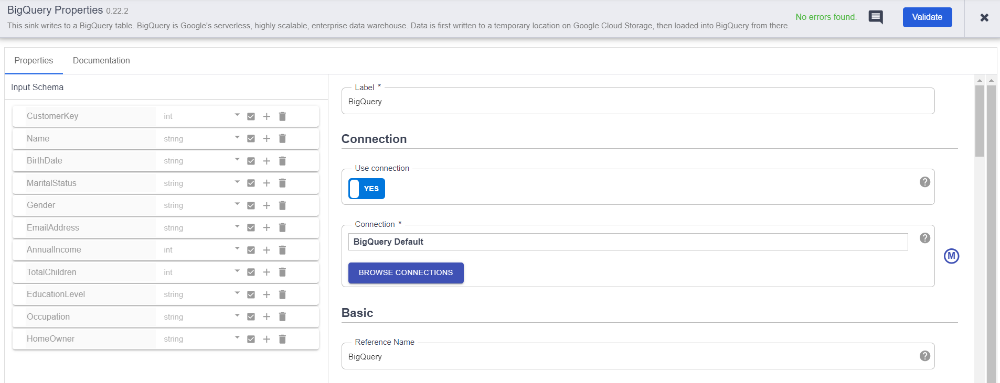 BigQuery Properties 0.22.2
This sink writes to a BigQuery table. BigQuery is Google's serverless, highly scalable, enterprise data warehouse. Data is first written to a temporary location on Google Cloud Storage, then loaded into BigQuery from there.
No errors found.
Validate
Properties Documentation
Input Schema
CustomerKey int
Name string
BirthDate string
MaritalStatus string
Gender string
EmailAddress string
AnnualIncome int
TotalChildren int
EducationLevel string
Occupation string
HomeOwner string
Label *
BigQuery
Connection
Use connection
YES
?
Connection *
BigQuery Default
?
BROWSE CONNECTIONS
M
Basic
Reference Name
BigQuery
?